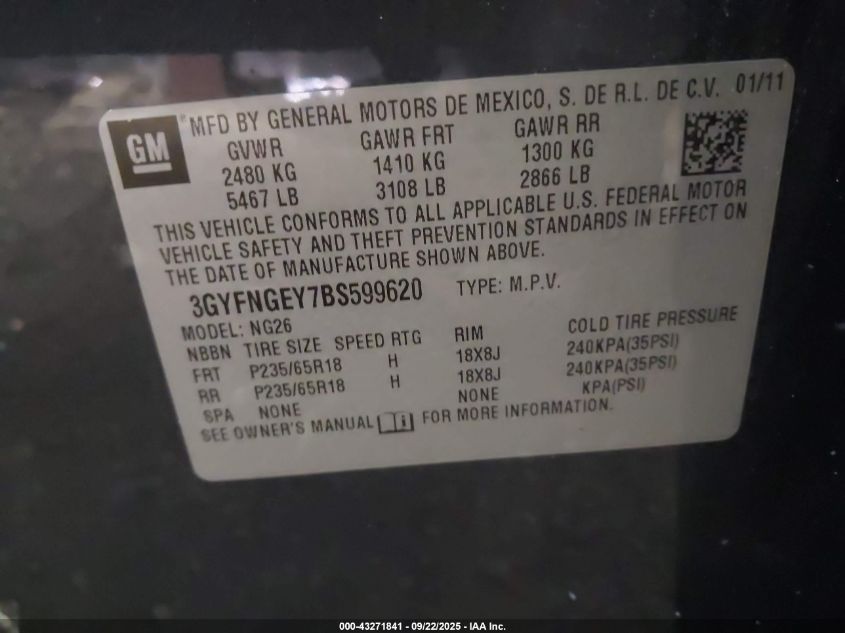 GM ® MFD BY GENERAL MOTORS DE MEXICO, S. DE R.L. DE C.V. 01/11
GVWR GAWR FRT GAWR RR
2480 KG 1410 KG 1300 KG
5467 LB 3108 LB 2866 LB
THIS VEHICLE CONFORMS TO ALL APPLICABLE U.S. FEDERAL MOTOR
VEHICLE SAFETY AND THEFT PREVENTION STANDARDS IN EFFECT ON
THE DATE OF MANUFACTURE SHOWN ABOVE.
3GYFNGEY7BS599620 TYPE: M.P.V.
MODEL: NG26
NBBN TIRE SIZE SPEED RTG RIM COLD TIRE PRESSURE
FRT P235/65R18 H 18X8J 240KPA(35PSI)
RR P235/65R18 H 18X8J 240KPA(35PSI)
SPA NONE NONE KPA(PSI)
SEE OWNER'S MANUAL FOR MORE INFORMATION.
000-43271841 - 09/22/2025 - IAA Inc.